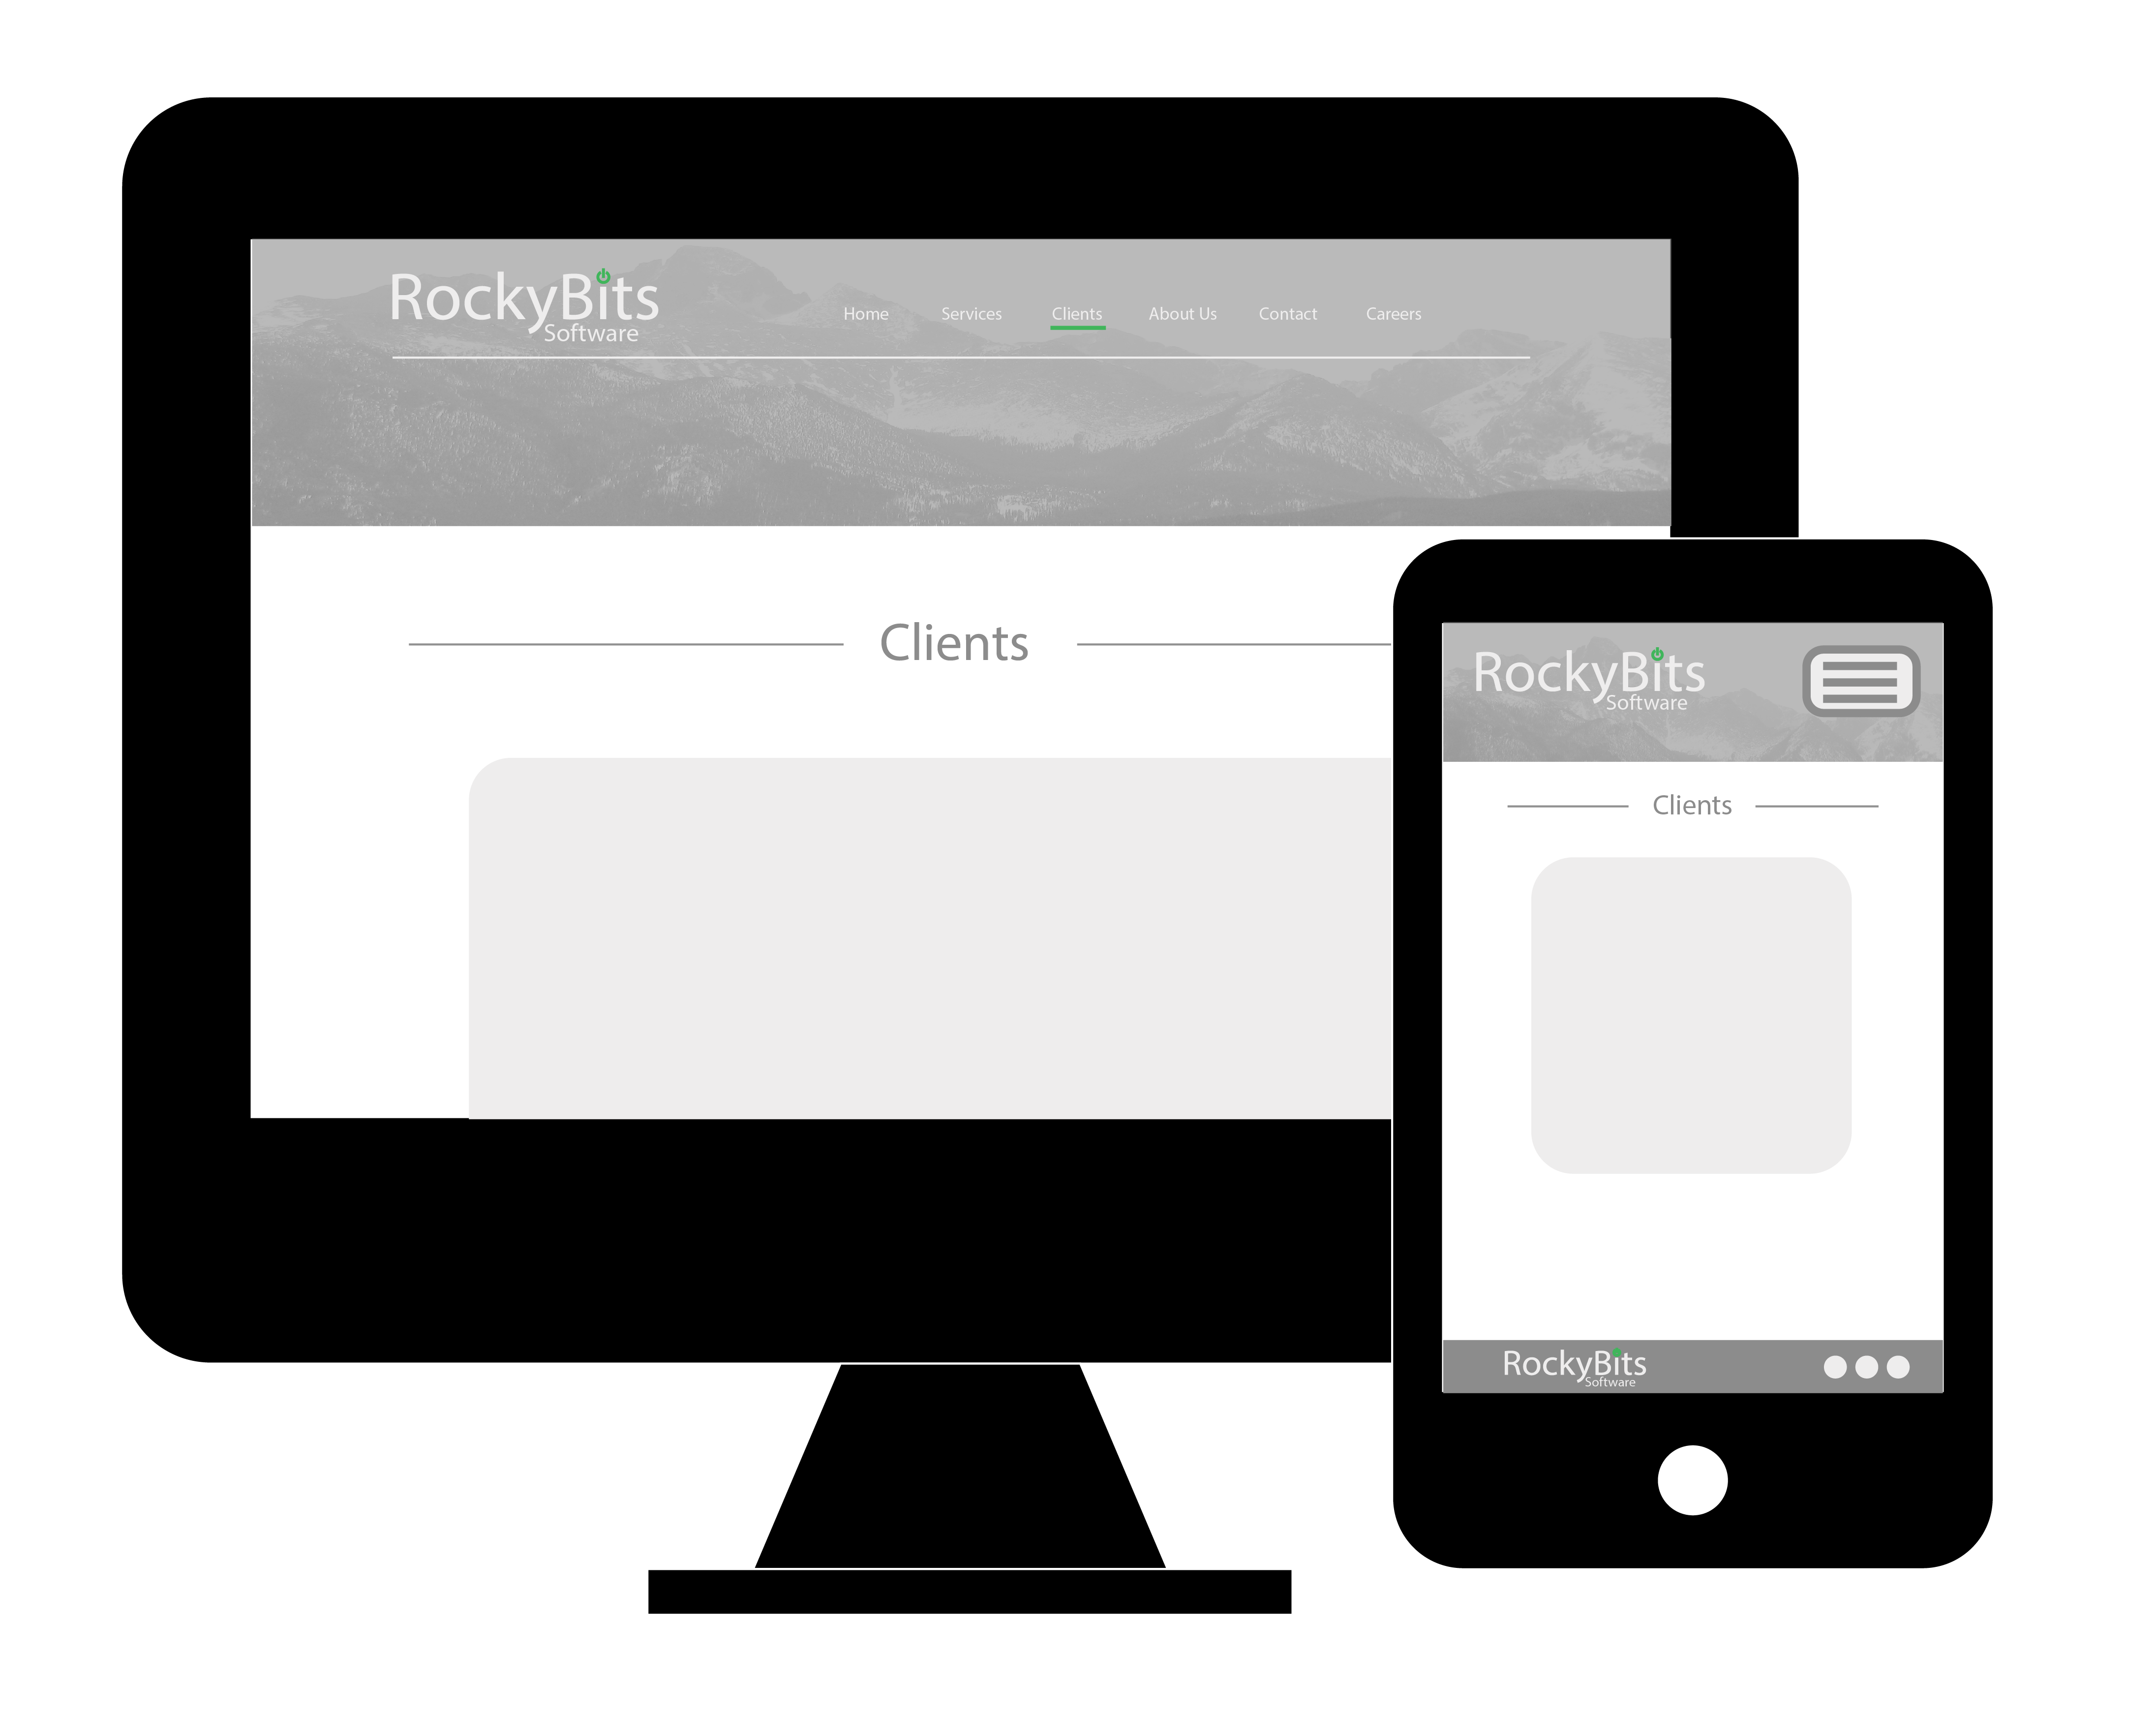 RockyBits
Software
Home Services Clients About Us Contact Careers
Clients
RockyBits
Software
Clients
RockyBits
Software